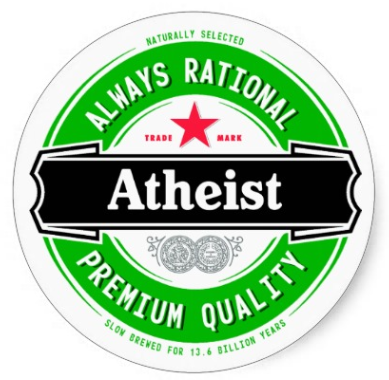 NATURALLY SELECTED
ALWAYS RATIONAL
TRADE MARK
Atheist
PREMIUM QUALITY
SLOW BREWED FOR 13.6 BILLION YEARS